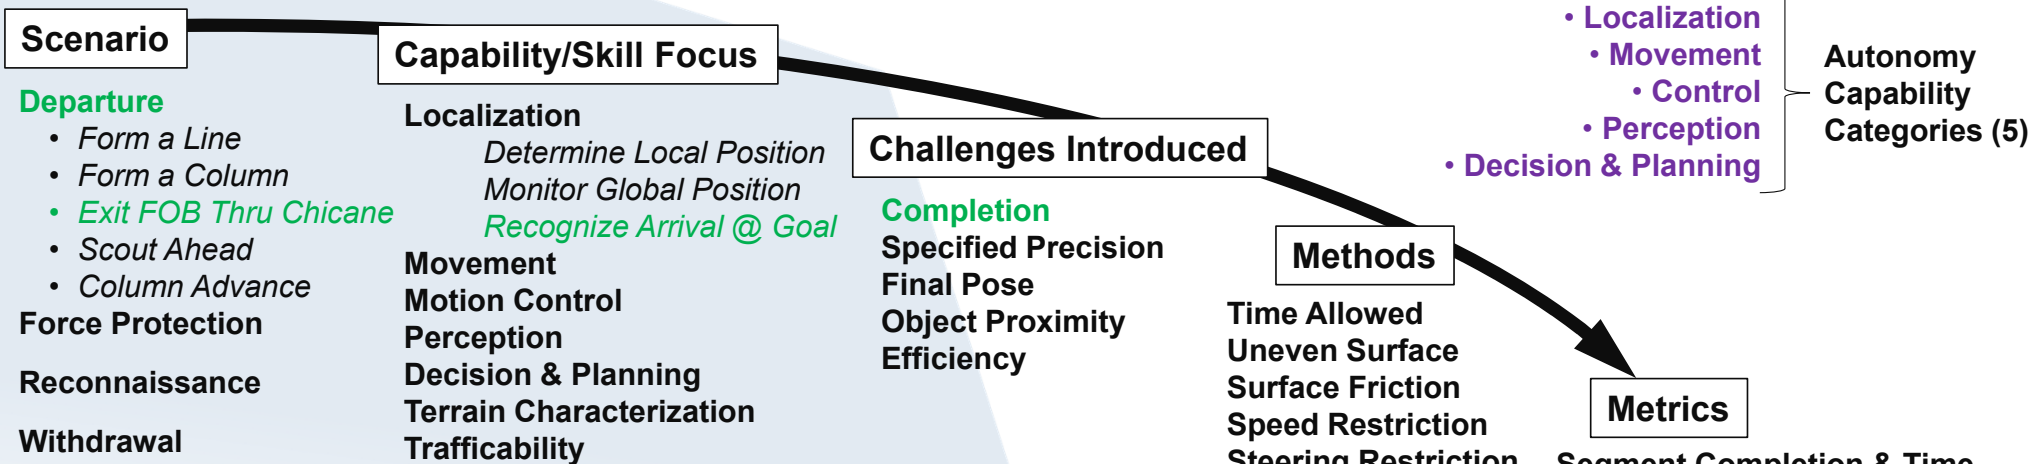 Scenario
Departure
• Form a Line
• Form a Column
• Exit FOB Thru Chicane
• Scout Ahead
• Column Advance
Force Protection
Reconnaissance
Withdrawal
Capability/Skill Focus
Localization
Determine Local Position
Monitor Global Position
Recognize Arrival @ Goal
Movement
Motion Control
Perception
Decision & Planning
Terrain Characterization
Trafficability
Challenges Introduced
Completion
Specified Precision
Final Pose
Object Proximity
Efficiency
• Localization
• Movement
• Control
• Perception
• Decision & Planning
Autonomy
Capability
Categories (5)
Methods
Time Allowed
Uneven Surface
Surface Friction
Speed Restriction
Steering Restriction
Metrics
Segment Completion & Time